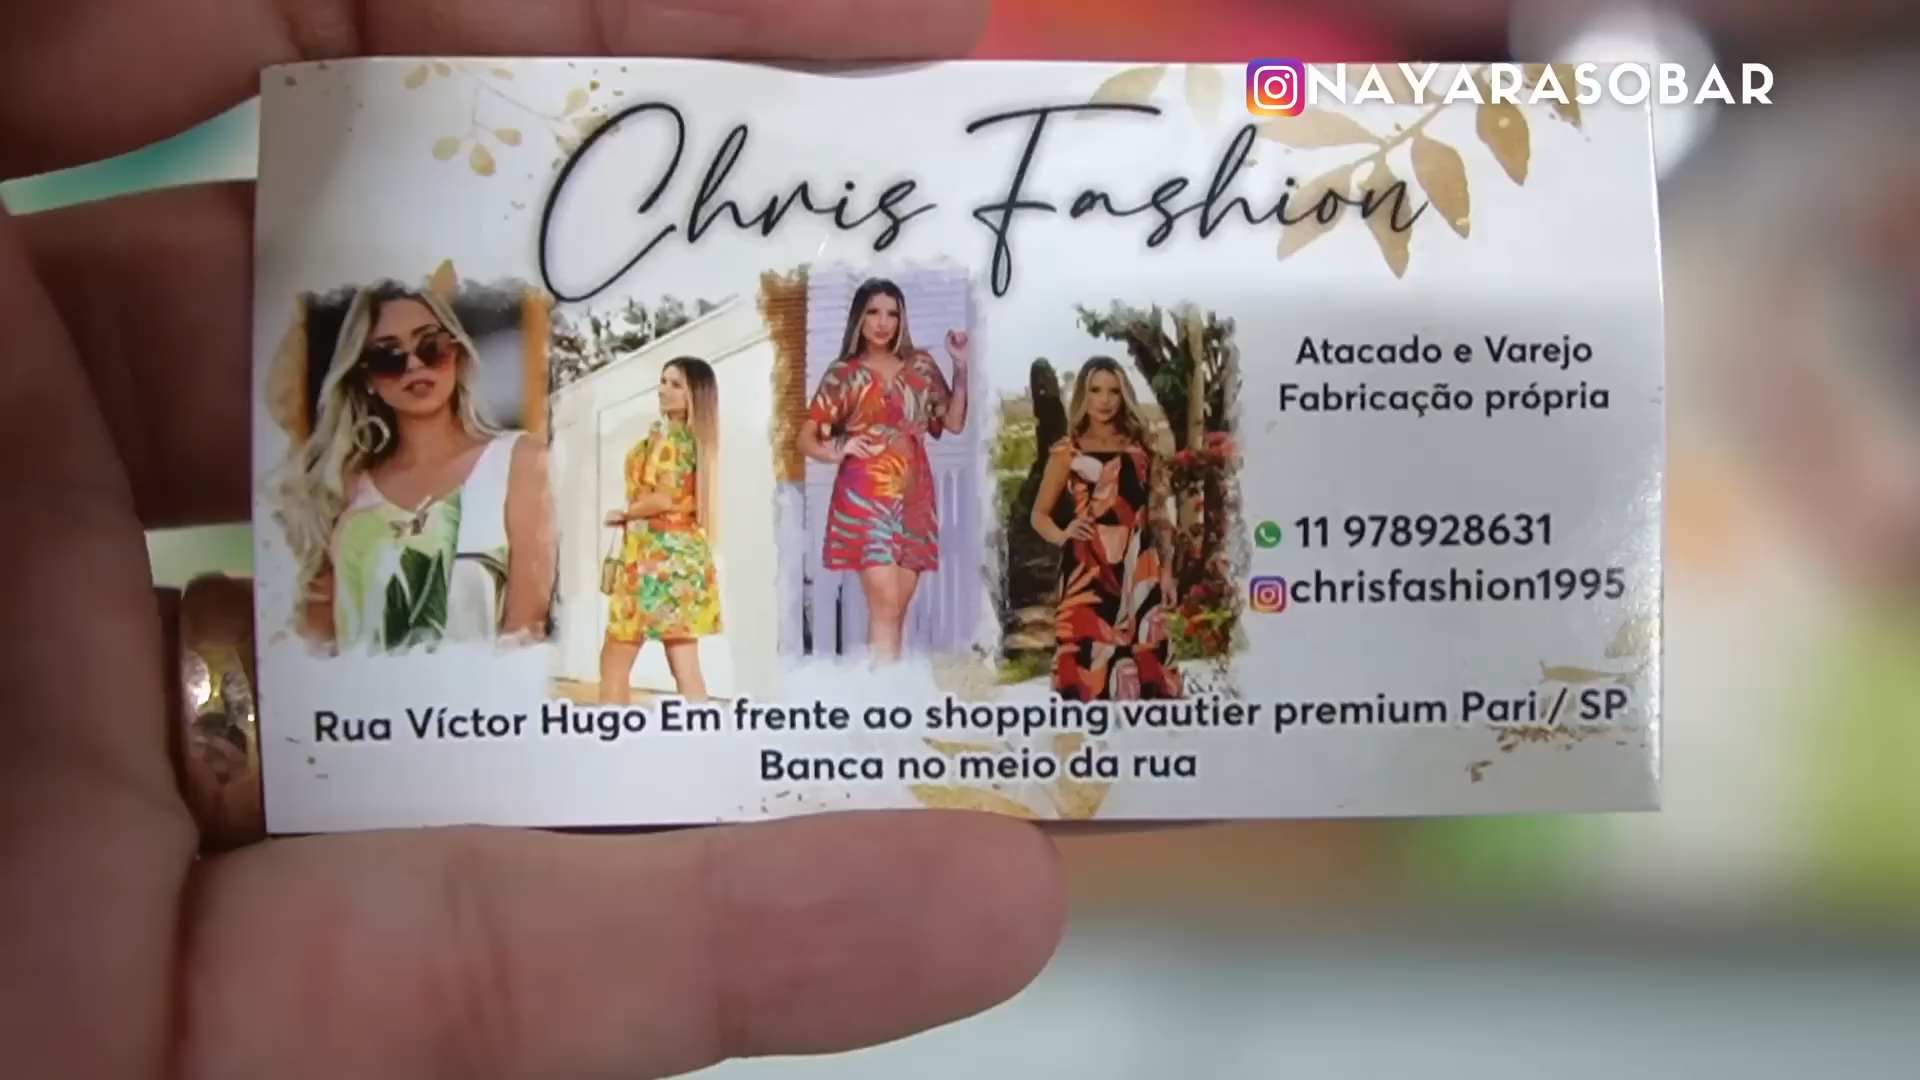 NAYARASOBAR
Chris Fashion
Atacado e Varejo
Fabricação própria
11 978928631
chrisfashion1995
Rua Víctor Hugo Em frente ao shopping vautier premium Pari / SP
Banca no meio da rua